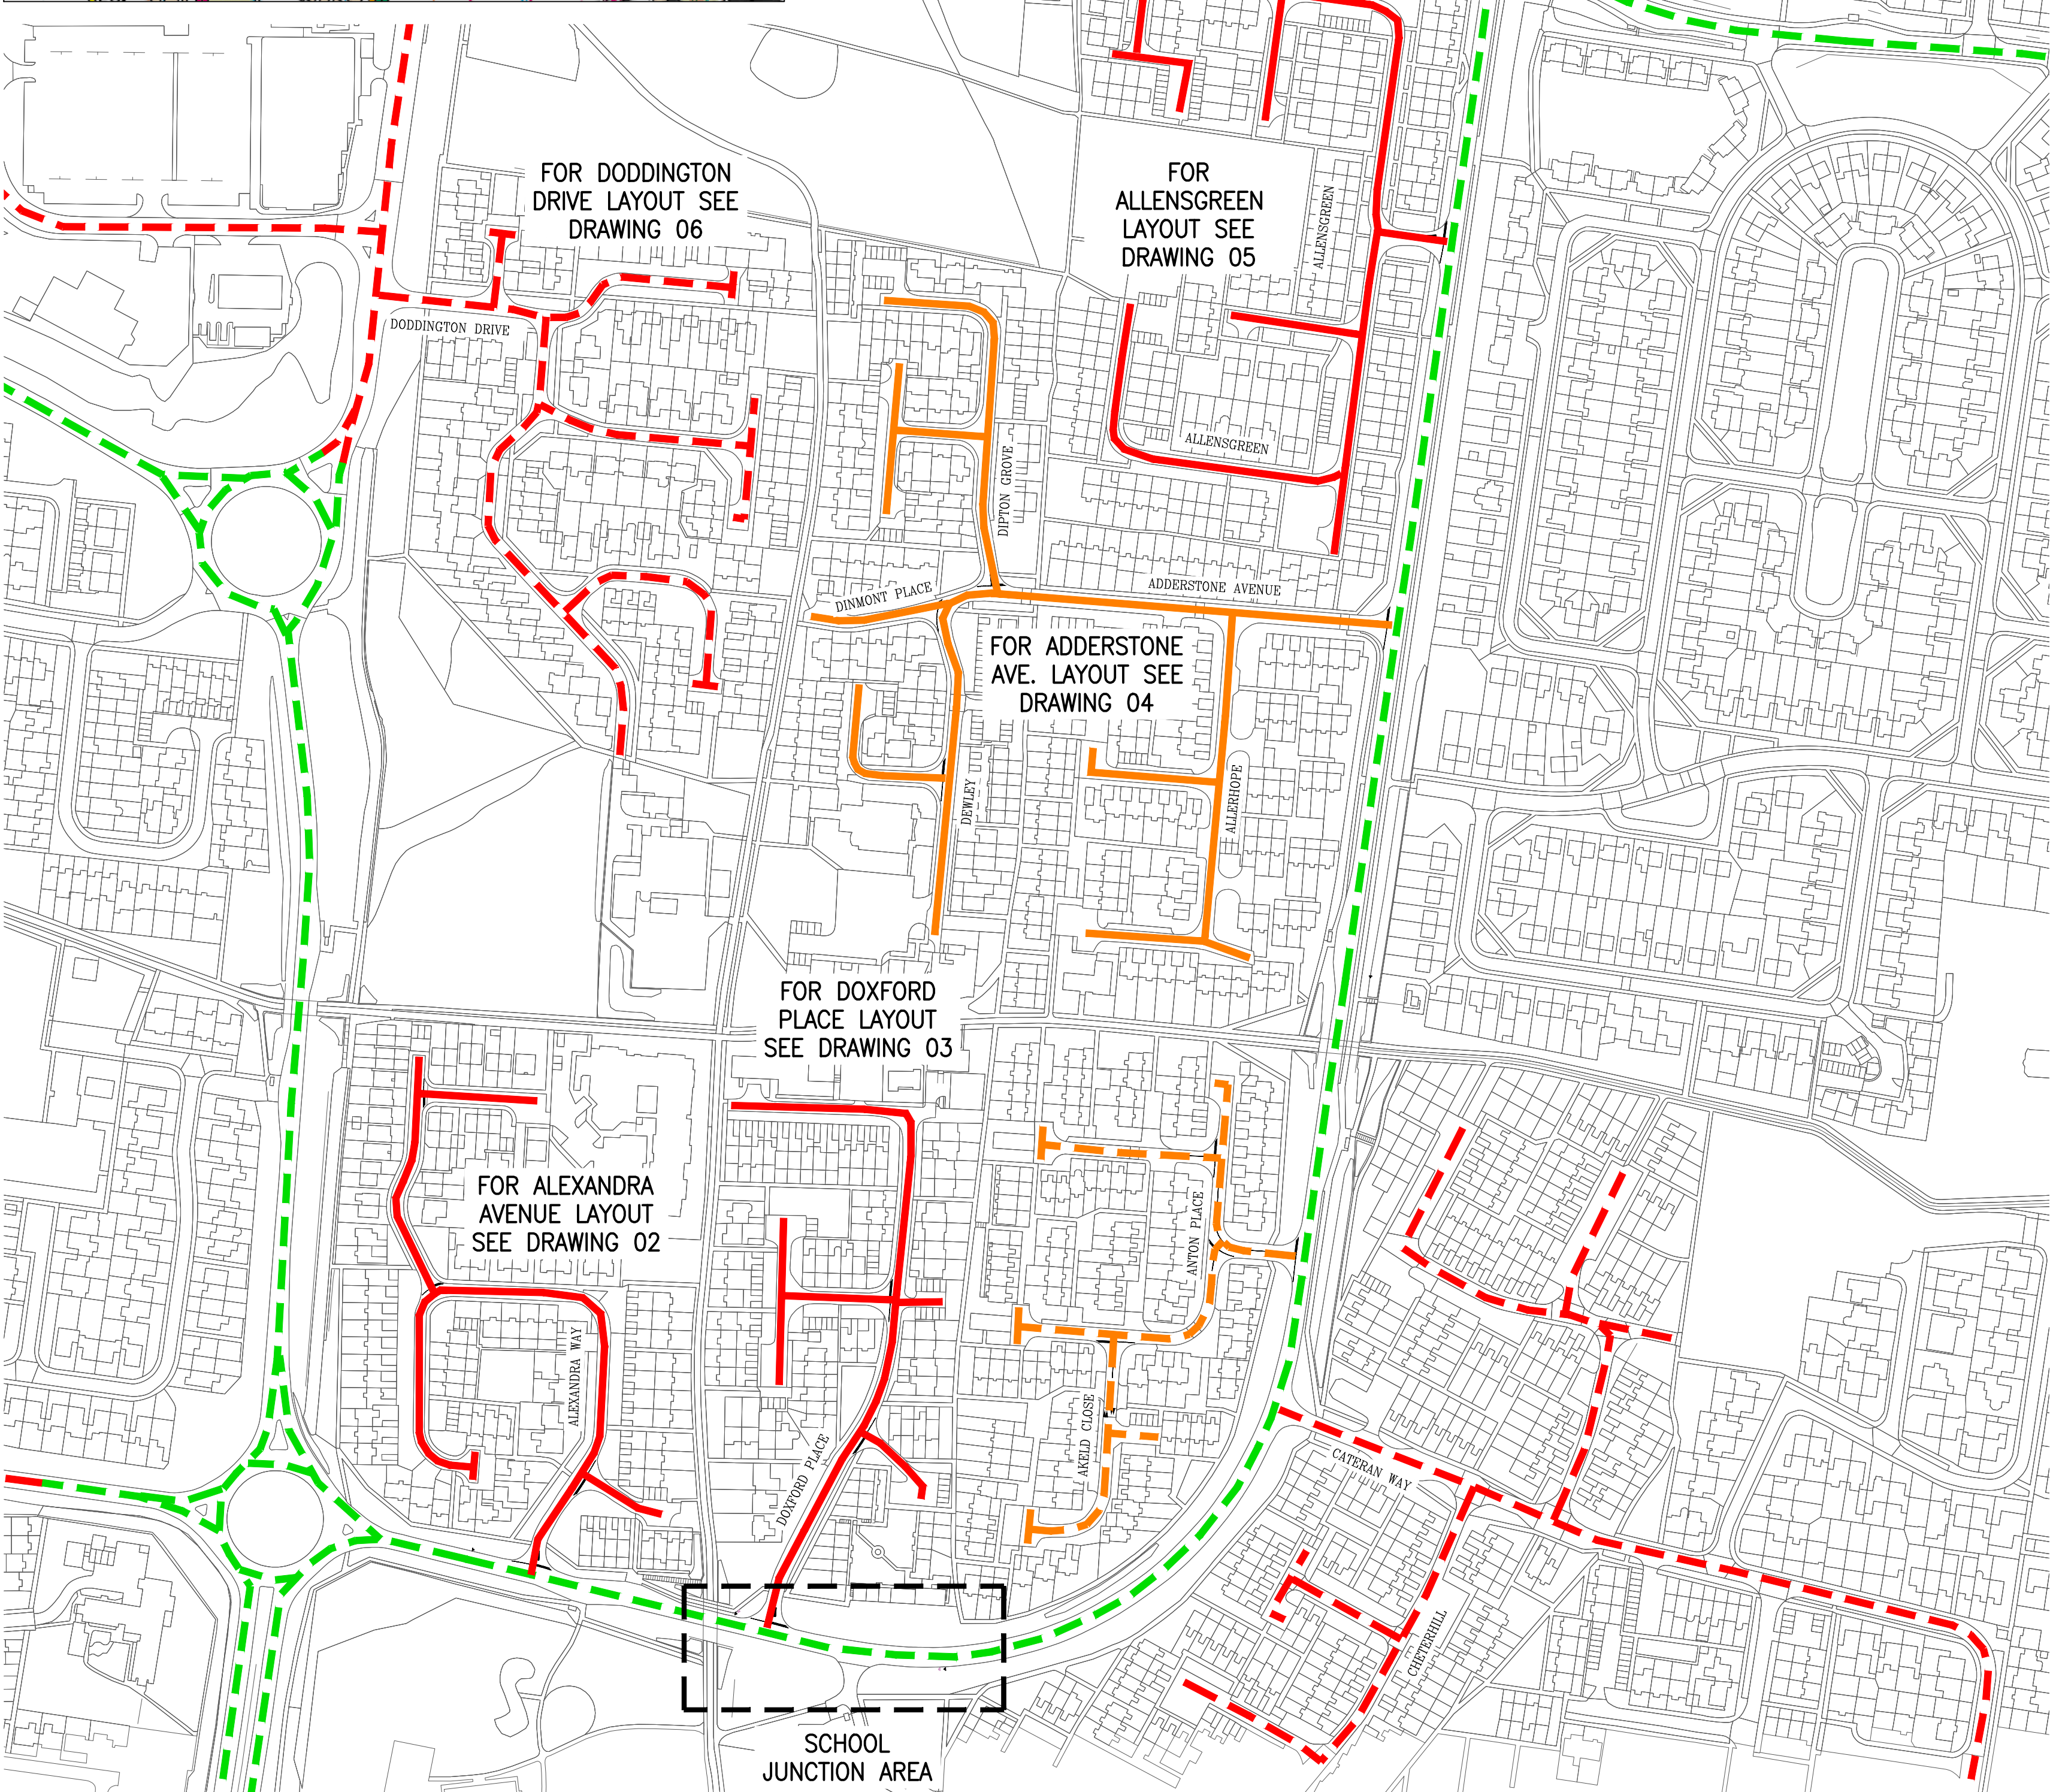 FOR DODDINGTON
DRIVE LAYOUT SEE
DRAWING 06
FOR
ALLENSGREEN
LAYOUT SEE
DRAWING 05
ALLENSGREEN
DODDINGTON DRIVE
ALLENSGREEN
DIPTON GROVE
DINMONT PLACE
ADDERSTONE AVENUE
FOR ADDERSTONE
AVE. LAYOUT SEE
DRAWING 04
DEWLEY
ALLERHOPE
FOR DOXFORD
PLACE LAYOUT
SEE DRAWING 03
FOR ALEXANDRA
AVENUE LAYOUT
SEE DRAWING 02
ANTON PLACE
ALEXANDRA WAY
DOXFORD PLACE
AKELD CLOSE
CATERAN WAY
CHETERHILL
SCHOOL
JUNCTION AREA